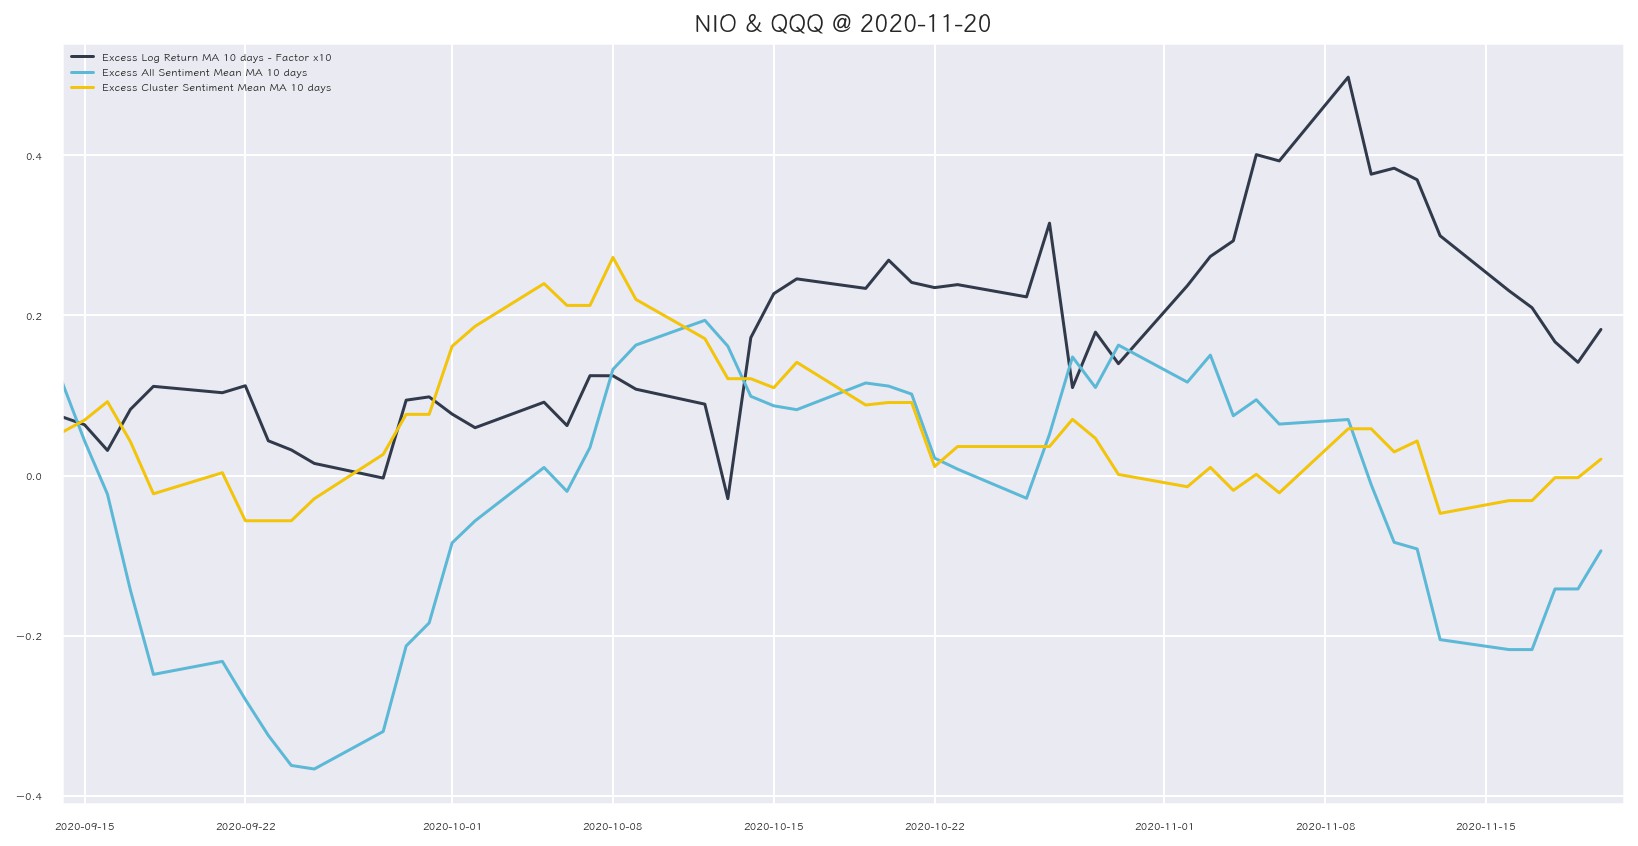 NIO & QQQ @ 2020-11-20
Excess Log Return MA 10 days - Factor x10
Excess All Sentiment Mean MA 10 days
Excess Cluster Sentiment Mean MA 10 days
0.4
0.2
0.0
−0.2
−0.4
2020-09-15 2020-09-22 2020-10-01 2020-10-08 2020-10-15 2020-10-22 2020-11-01 2020-11-08 2020-11-15